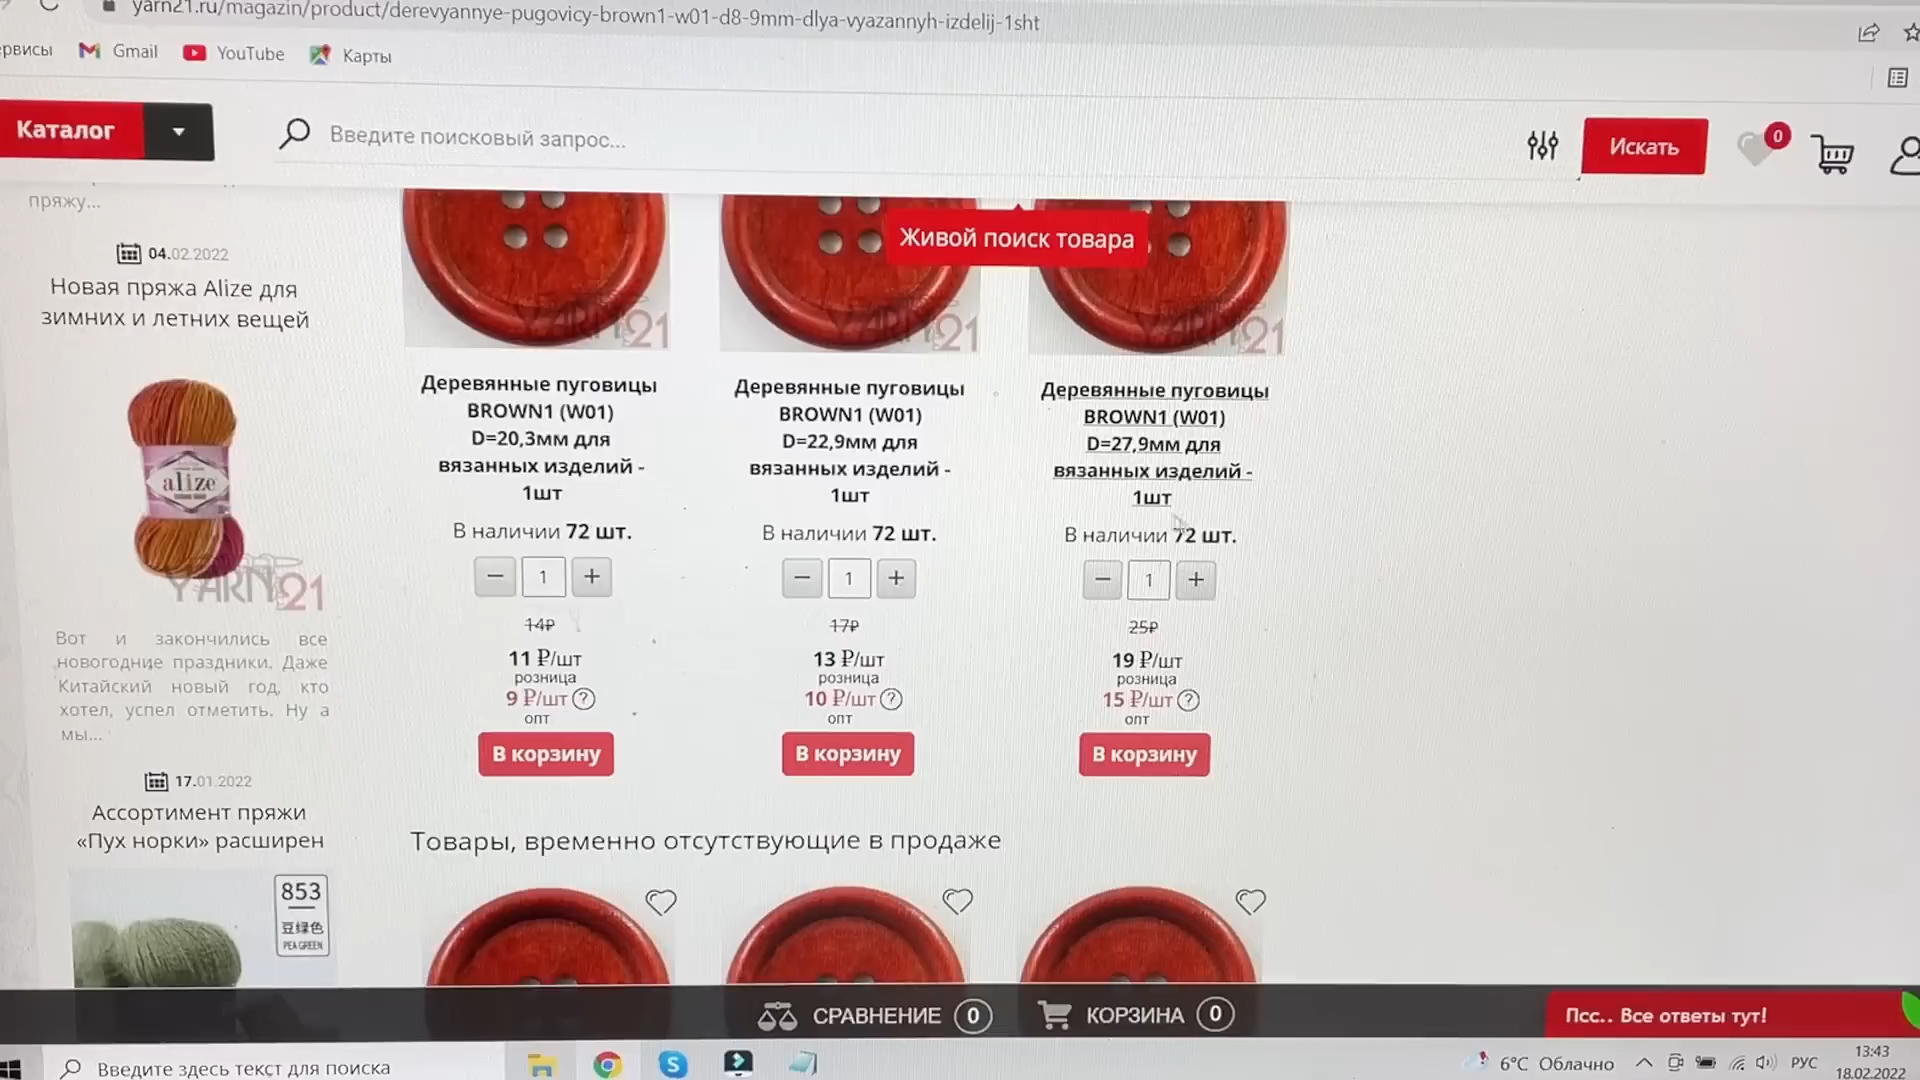 yarn21.ru/magazin/product/derevyannye-pugovicy-brown1-w01-d8-9mm-dlya-vyazannyh-izdelij-1sht
Gmail
YouTube
Карты
Каталог
Введите поисковый запрос...
Искать
0
Живой поиск товара
пряжу...
04.02.2022
Новая пряжа Alize для
зимних и летних вещей
alize
YARN21
Вот и закончились все
новогодние праздники. Даже
Китайский новый год, кто
хотел, успел отметить. Ну а
мы...
17.01.2022
Ассортимент пряжи
«Пух норки» расширен
853
豆绿色
PEA GREEN
YARN21
Деревянные пуговицы
BROWN1 (W01)
D=20,3мм для
вязанных изделий -
1шт
В наличии 72 шт.
− 1 +
14₽
11 ₽/шт
розница
9 ₽/шт ?
опт
В корзину
YARN21
Деревянные пуговицы
BROWN1 (W01)
D=22,9мм для
вязанных изделий -
1шт
В наличии 72 шт.
− 1 +
17₽
13 ₽/шт
розница
10 ₽/шт ?
опт
В корзину
YARN21
Деревянные пуговицы
BROWN1 (W01)
D=27,9мм для
вязанных изделий -
1шт
В наличии 72 шт.
− 1 +
25₽
19 ₽/шт
розница
15 ₽/шт ?
опт
В корзину
Товары, временно отсутствующие в продаже
СРАВНЕНИЕ 0
КОРЗИНА 0
Псс.. Все ответы тут!
Введите здесь текст для поиска
6°C Облачно
РУС
13:43
18.02.2022